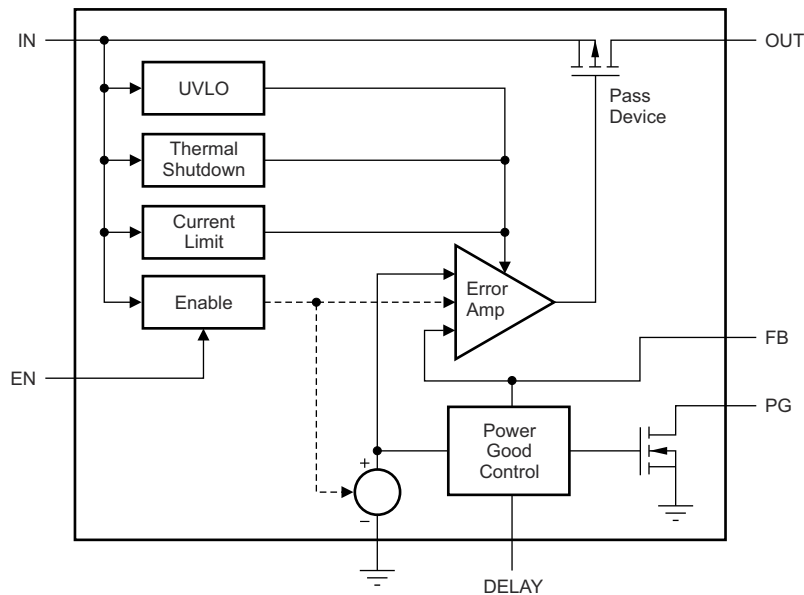 IN
OUT
UVLO
Pass
Device
Thermal
Shutdown
Current
Limit
Error
Amp
Enable
FB
EN
PG
Power
Good
Control
+
–
DELAY